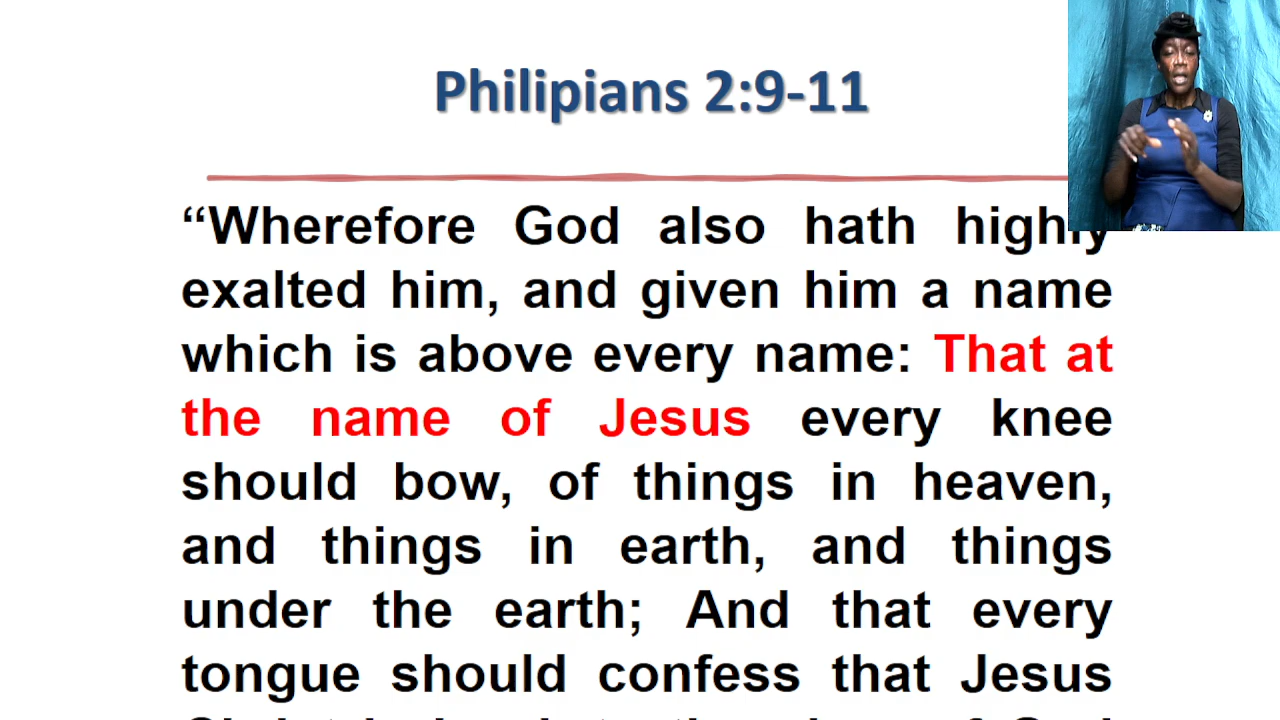 Philipians 2:9-11
“Wherefore God also hath highly
exalted him, and given him a name
which is above every name: That at
the name of Jesus every knee
should bow, of things in heaven,
and things in earth, and things
under the earth; And that every
tongue should confess that Jesus